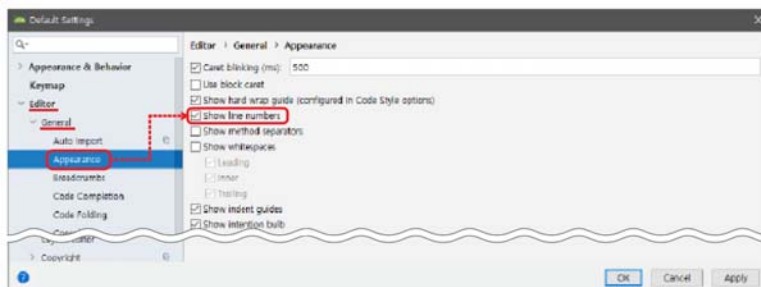 Default Settings
Appearance & Behavior
Keymap
Editor
General
Auto Import
Appearance
Breadcrumbs
Code Completion
Code Folding
Copyright
Editor › General › Appearance
Caret blinking (ms): 500
Use block caret
Show hard wrap guide (configured in Code Style options)
Show line numbers
Show method separators
Show whitespaces
Leading
Inner
Trailing
Show indent guides
Show intention bulb
OK
Cancel
Apply